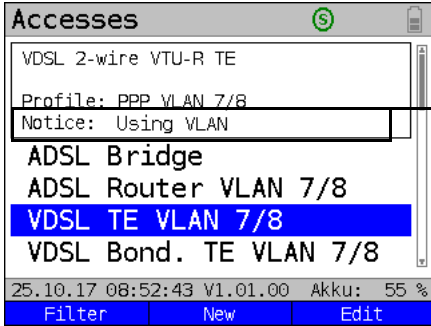 Accesses
S
VDSL 2-wire VTU-R TE
Profile: PPP VLAN 7/8
Notice: Using VLAN
ADSL Bridge
ADSL Router VLAN 7/8
VDSL TE VLAN 7/8
VDSL Bond. TE VLAN 7/8
25.10.17 08:52:43 V1.01.00 Akku: 55 %
Filter New Edit